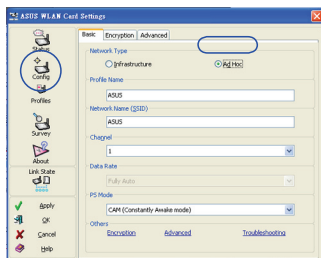 ASUS WLAN Card Settings
Status
Config
Profiles
Survey
About
Link State
Apply
OK
Cancel
Help
Basic Encryption Advanced
Network Type
Infrastructure Ad Hoc
Profile Name
ASUS
Network Name (SSID)
ASUS
Channel
1
Data Rate
Fully Auto
PS Mode
CAM (Constantly Awake mode)
Others
Encryption Advanced Troubleshooting